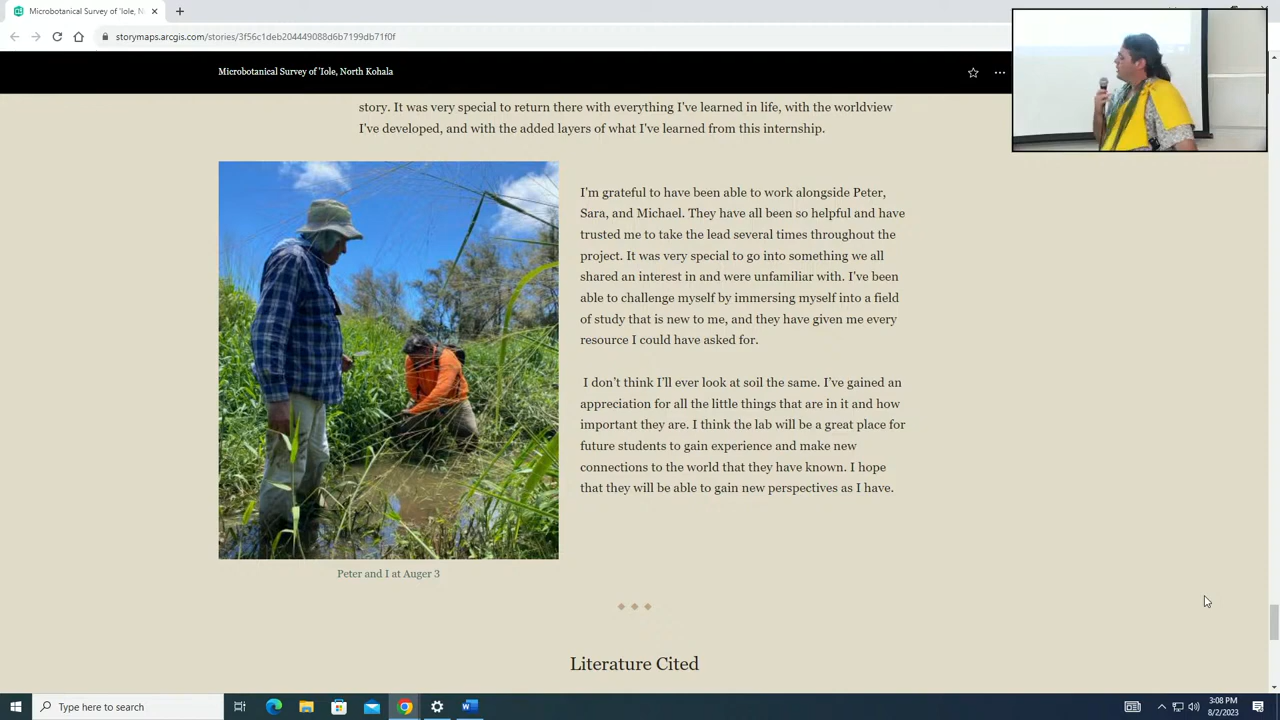 Microbotanical Survey of 'Iole, N
storymaps.arcgis.com/stories/3f56c1deb204449088d6b7199db71f0f
Microbotanical Survey of 'Iole, North Kohala
story. It was very special to return there with everything I've learned in life, with the worldview
I've developed, and with the added layers of what I've learned from this internship.
I'm grateful to have been able to work alongside Peter,
Sara, and Michael. They have all been so helpful and have
trusted me to take the lead several times throughout the
project. It was very special to go into something we all
shared an interest in and were unfamiliar with. I've been
able to challenge myself by immersing myself into a field
of study that is new to me, and they have given me every
resource I could have asked for.
I don’t think I’ll ever look at soil the same. I’ve gained an
appreciation for all the little things that are in it and how
important they are. I think the lab will be a great place for
future students to gain experience and make new
connections to the world that they have known. I hope
that they will be able to gain new perspectives as I have.
Peter and I at Auger 3
Literature Cited
Type here to search
3:08 PM
8/2/2023